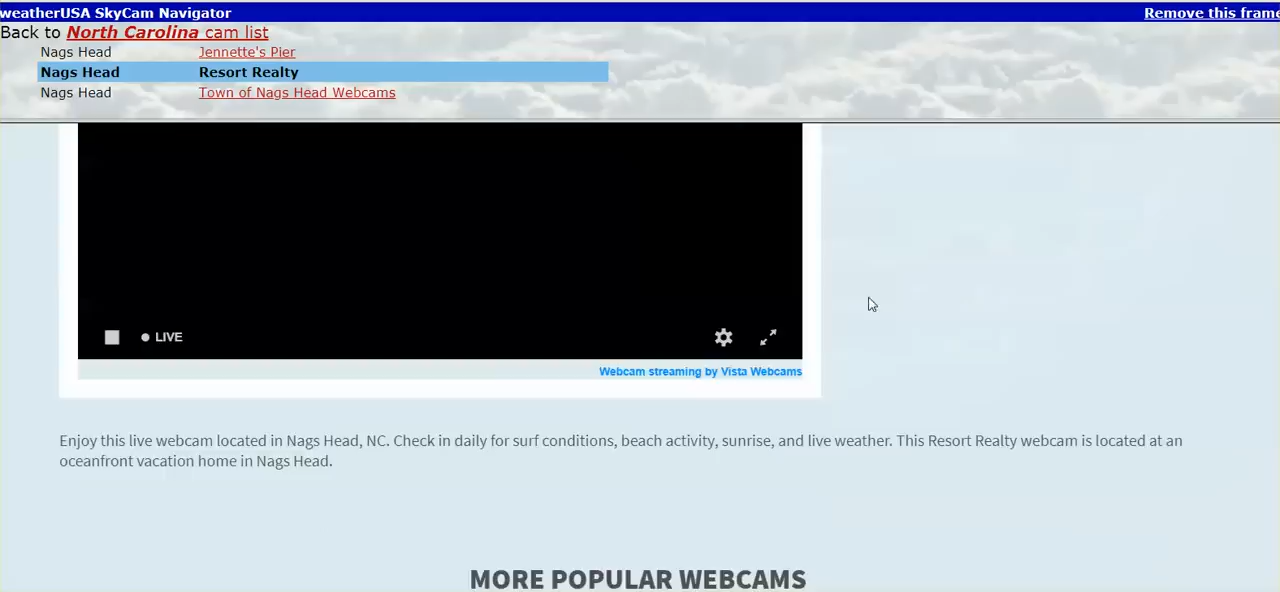 weatherUSA SkyCam Navigator Remove this frame
Back to North Carolina cam list
Nags Head Jennette's Pier
Nags Head Resort Realty
Nags Head Town of Nags Head Webcams
LIVE
Webcam streaming by Vista Webcams
Enjoy this live webcam located in Nags Head, NC. Check in daily for surf conditions, beach activity, sunrise, and live weather. This Resort Realty webcam is located at an
oceanfront vacation home in Nags Head.
MORE POPULAR WEBCAMS